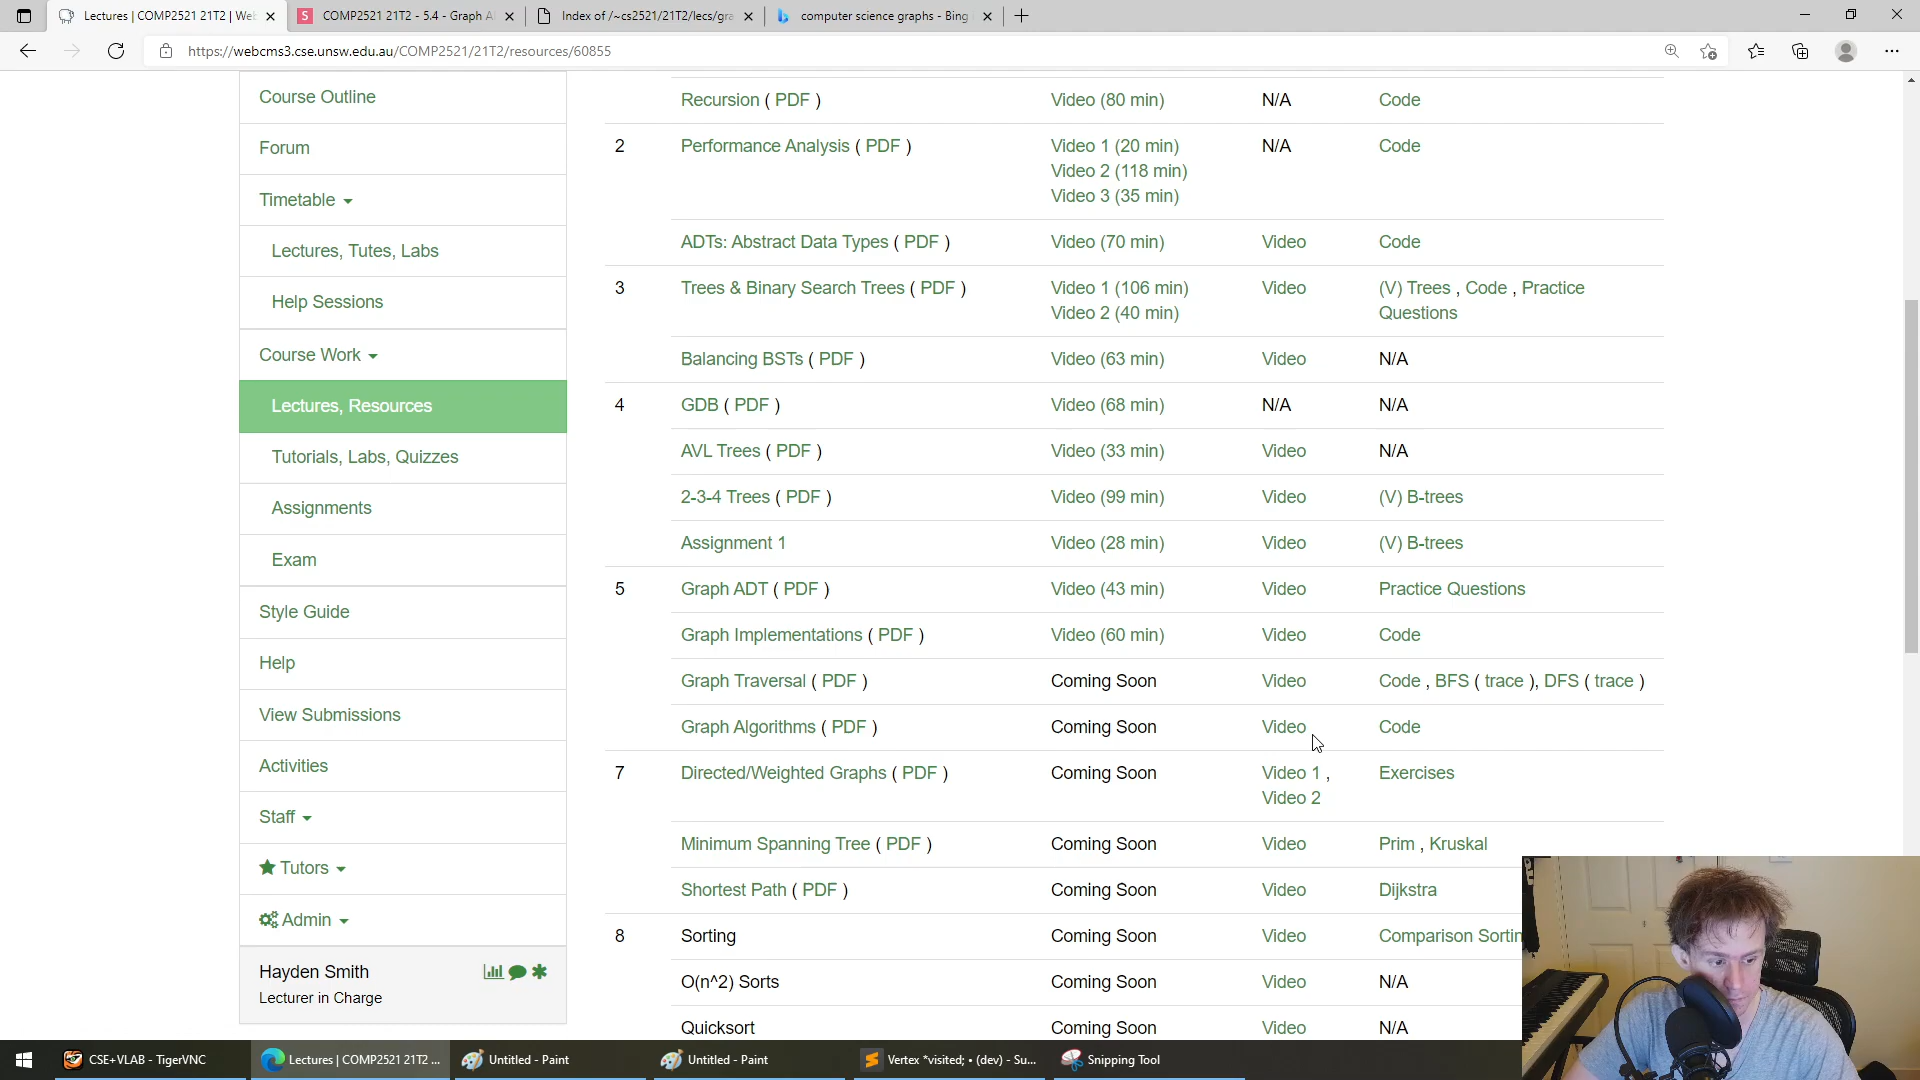 Lectures | COMP2521 21T2 | Web
COMP2521 21T2 - 5.4 - Graph Al
Index of /~cs2521/21T2/lecs/gra
computer science graphs - Bing
https://webcms3.cse.unsw.edu.au/COMP2521/21T2/resources/60855
Course Outline
Forum
Timetable
Lectures, Tutes, Labs
Help Sessions
Course Work
Lectures, Resources
Tutorials, Labs, Quizzes
Assignments
Exam
Style Guide
Help
View Submissions
Activities
Staff
Tutors
Admin
Hayden Smith
Lecturer in Charge
Recursion ( PDF ) Video (80 min) N/A Code
2 Performance Analysis ( PDF ) Video 1 (20 min) N/A Code
Video 2 (118 min)
Video 3 (35 min)
ADTs: Abstract Data Types ( PDF ) Video (70 min) Video Code
3 Trees & Binary Search Trees ( PDF ) Video 1 (106 min) Video (V) Trees , Code , Practice
Video 2 (40 min) Questions
Balancing BSTs ( PDF ) Video (63 min) Video N/A
4 GDB ( PDF ) Video (68 min) N/A N/A
AVL Trees ( PDF ) Video (33 min) Video N/A
2-3-4 Trees ( PDF ) Video (99 min) Video (V) B-trees
Assignment 1 Video (28 min) Video (V) B-trees
5 Graph ADT ( PDF ) Video (43 min) Video Practice Questions
Graph Implementations ( PDF ) Video (60 min) Video Code
Graph Traversal ( PDF ) Coming Soon Video Code , BFS ( trace ), DFS ( trace )
Graph Algorithms ( PDF ) Coming Soon Video Code
7 Directed/Weighted Graphs ( PDF ) Coming Soon Video 1 , Exercises
Video 2
Minimum Spanning Tree ( PDF ) Coming Soon Video Prim , Kruskal
Shortest Path ( PDF ) Coming Soon Video Dijkstra
8 Sorting Coming Soon Video Comparison Sortin
O(n^2) Sorts Coming Soon Video N/A
Quicksort Coming Soon Video N/A
CSE+VLAB - TigerVNC
Lectures | COMP2521 21T2 ...
Untitled - Paint
Untitled - Paint
Vertex *visited; • (dev) - Su...
Snipping Tool